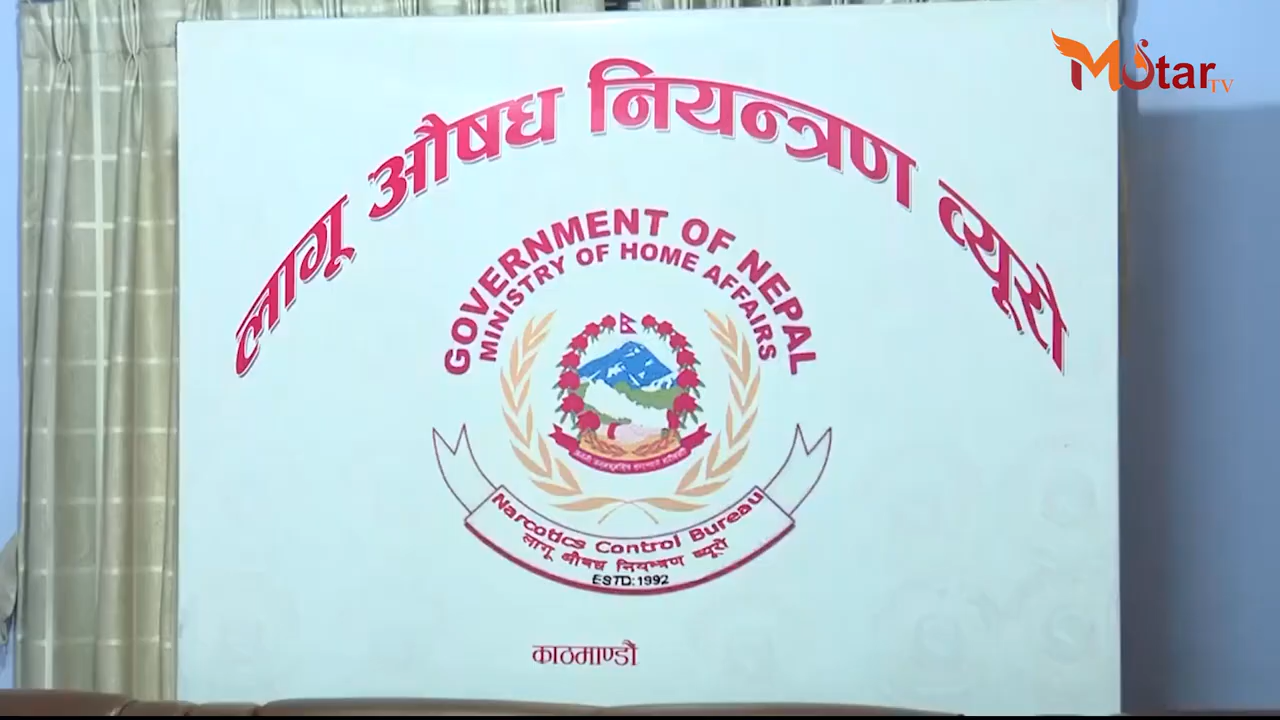 MStar TV
लागू औषध नियन्त्रण व्यूरो
GOVERNMENT OF NEPAL
MINISTRY OF HOME AFFAIRS
Narcotics Control Bureau
लागू औषध नियन्त्रण व्यूरो
ESTD:1992
काठमाण्डौ